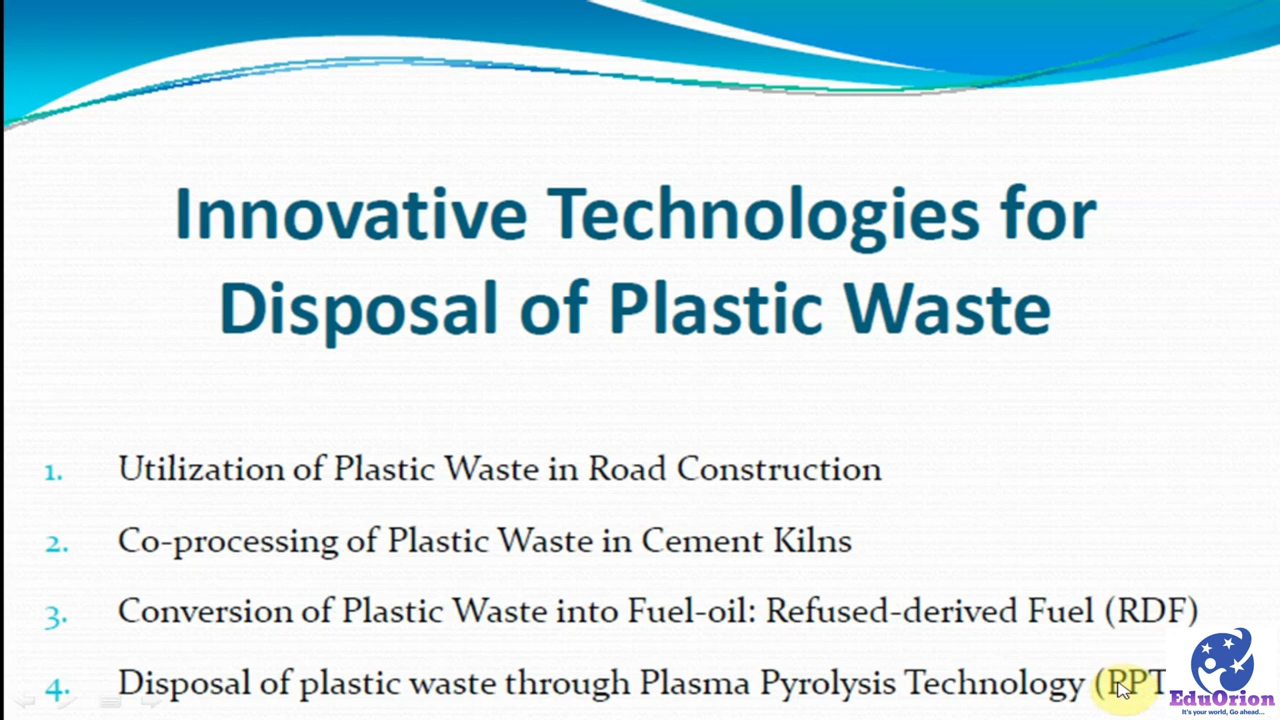 Innovative Technologies for
Disposal of Plastic Waste
1. Utilization of Plastic Waste in Road Construction
2. Co-processing of Plastic Waste in Cement Kilns
3. Conversion of Plastic Waste into Fuel-oil: Refused-derived Fuel (RDF)
4. Disposal of plastic waste through Plasma Pyrolysis Technology (PPT
EduOrion
It's your world, Go ahead...